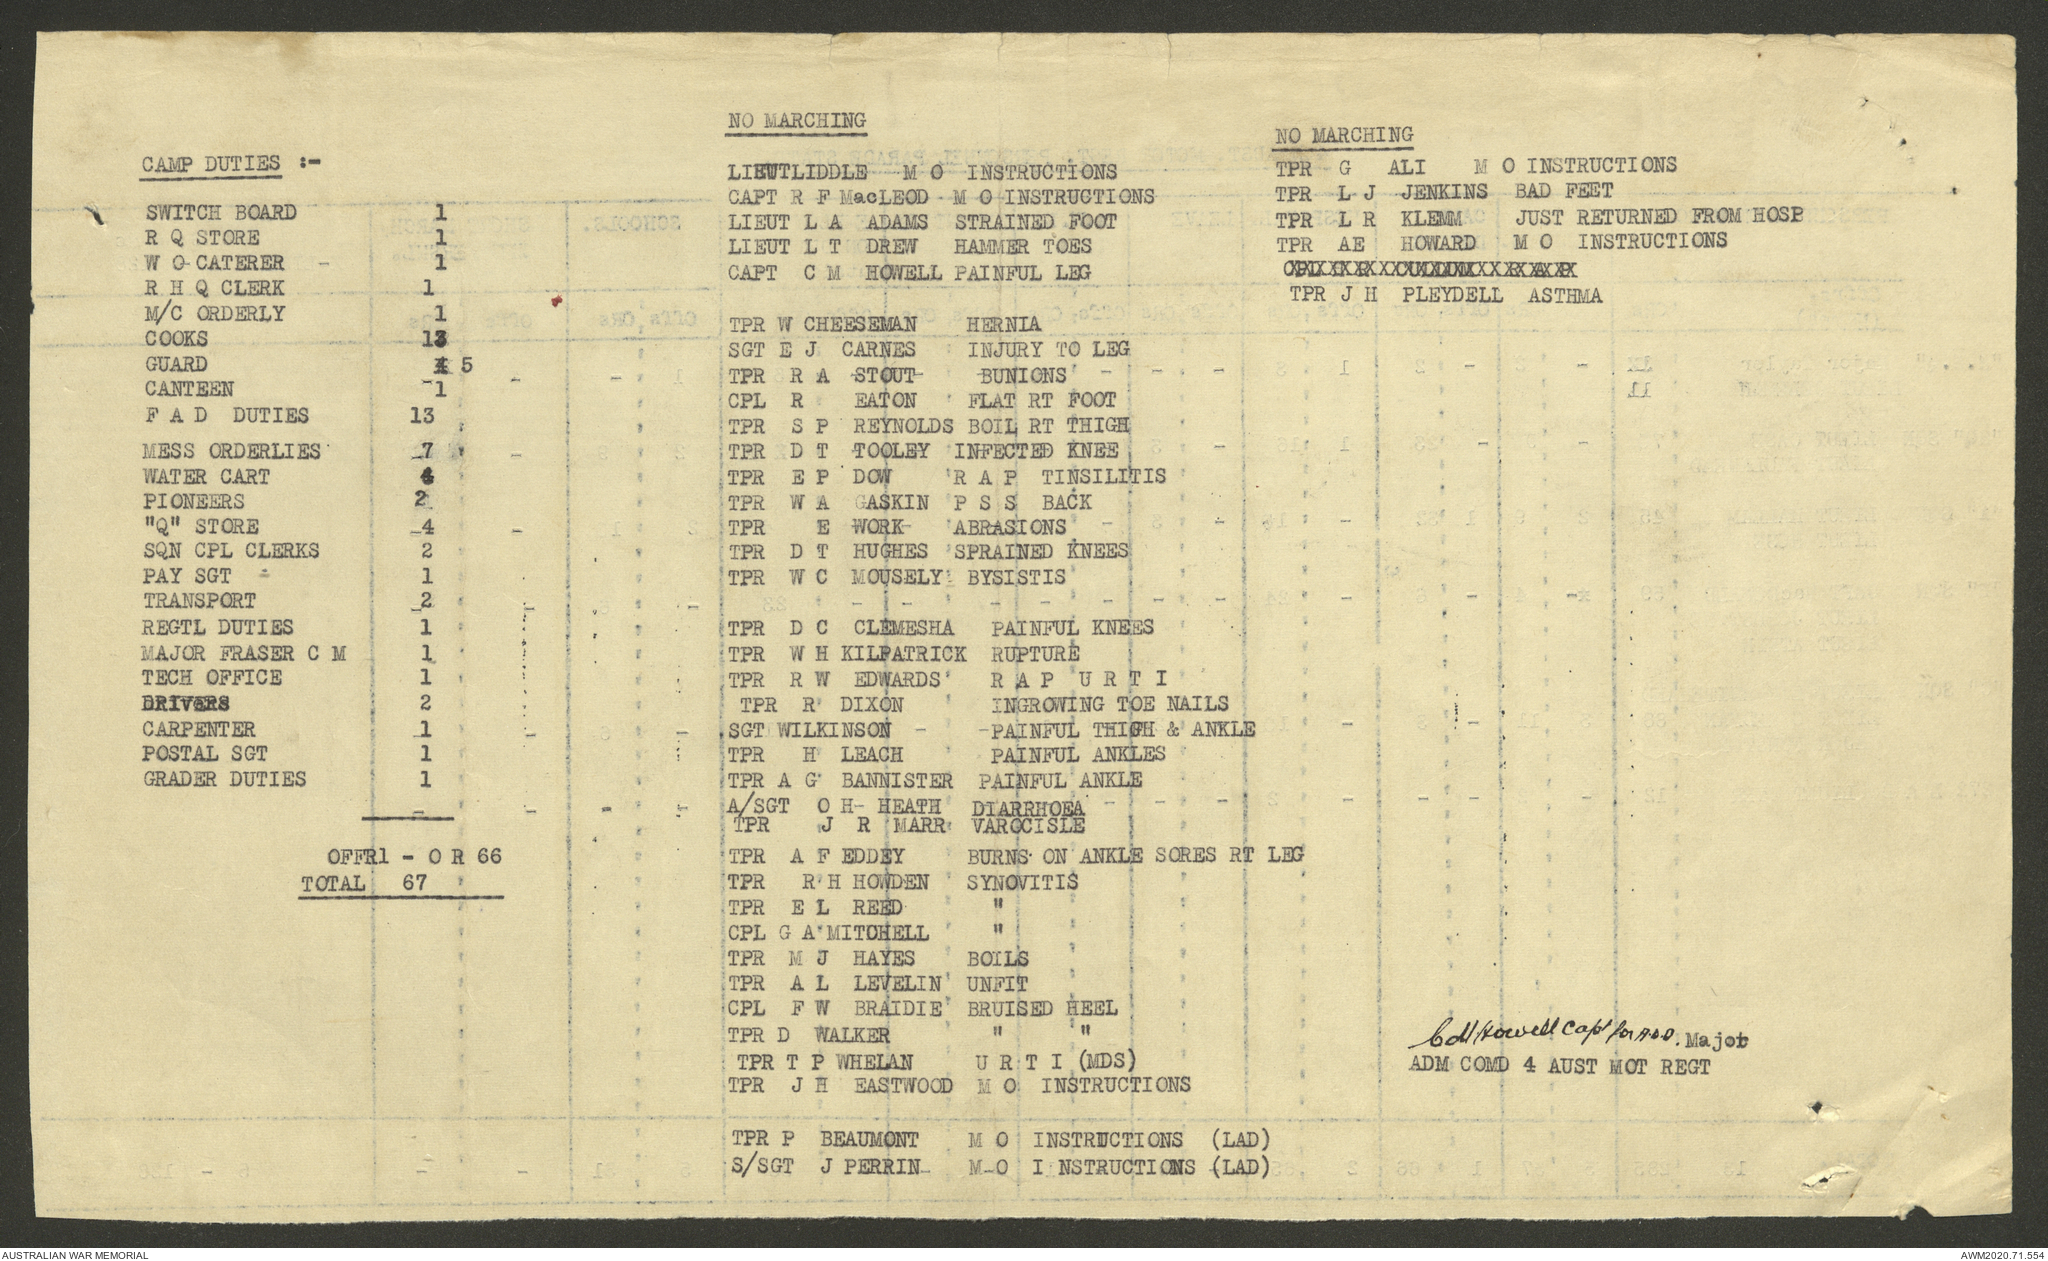 CAMP DUTIES :-
SWITCH BOARD 1
R Q STORE 1
W O CATERER - 1
R H Q CLERK 1
M/C ORDERLY 1
COOKS 13
GUARD 5
CANTEEN 1
F A D DUTIES 13
MESS ORDERLIES 7
WATER CART 4
PIONEERS 2
"Q" STORE 4
SQN CPL CLERKS 2
PAY SGT 1
TRANSPORT 2
REGTL DUTIES 1
MAJOR FRASER C M 1
TECH OFFICE 1
DRIVERS 2
CARPENTER 1
POSTAL SGT 1
GRADER DUTIES 1
OFFR1 - O R 66
TOTAL 67
NO MARCHING
LIEUTLIDDLE M O INSTRUCTIONS
CAPT R F MacLEOD M O INSTRUCTIONS
LIEUT L A ADAMS STRAINED FOOT
LIEUT L T DREW HAMMER TOES
CAPT C M HOWELL PAINFUL LEG
TPR W CHEESEMAN HERNIA
SGT E J CARNES INJURY TO LEG
TPR R A STOUT BUNIONS
CPL R EATON FLAT RT FOOT
TPR S P REYNOLDS BOIL RT THIGH
TPR D T TOOLEY INFECTED KNEE
TPR E P DOW R A P TINSILITIS
TPR W A GASKIN P S S BACK
TPR E WORK ABRASIONS
TPR D T HUGHES SPRAINED KNEES
TPR W C MOUSELY BYSISTIS
TPR D C CLEMESHA PAINFUL KNEES
TPR W H KILPATRICK RUPTURE
TPR R W EDWARDS R A P U R T I
TPR R DIXON INGROWING TOE NAILS
SGT WILKINSON PAINFUL THIGH & ANKLE
TPR H LEACH PAINFUL ANKLES
TPR A G BANNISTER PAINFUL ANKLE
A/SGT O H HEATH DIARRHOEA
TPR J R MARR VAROCISLE
TPR A F EDDEY BURNS ON ANKLE SORES RT LEG
TPR R H HOWDEN SYNOVITIS
TPR E L REED "
CPL G A MITCHELL "
TPR M J HAYES BOILS
TPR A L LEVELIN UNFIT
CPL F W BRAIDIE BRUISED HEEL
TPR D WALKER " "
TPR T P WHELAN U R T I (MDS)
TPR J H EASTWOOD M O INSTRUCTIONS
TPR P BEAUMONT M O INSTRUCTIONS (LAD)
S/SGT J PERRIN M O I NSTRUCTIONS (LAD)
NO MARCHING
TPR G ALI M O INSTRUCTIONS
TPR L J JENKINS BAD FEET
TPR L R KLEMM JUST RETURNED FROM HOSP
TPR AE HOWARD M O INSTRUCTIONS
TPR J H PLEYDELL ASTHMA
C M Howell Capt for Major
ADM COMD 4 AUST MOT REGT
AUSTRALIAN WAR MEMORIAL
AWM2020.71.554